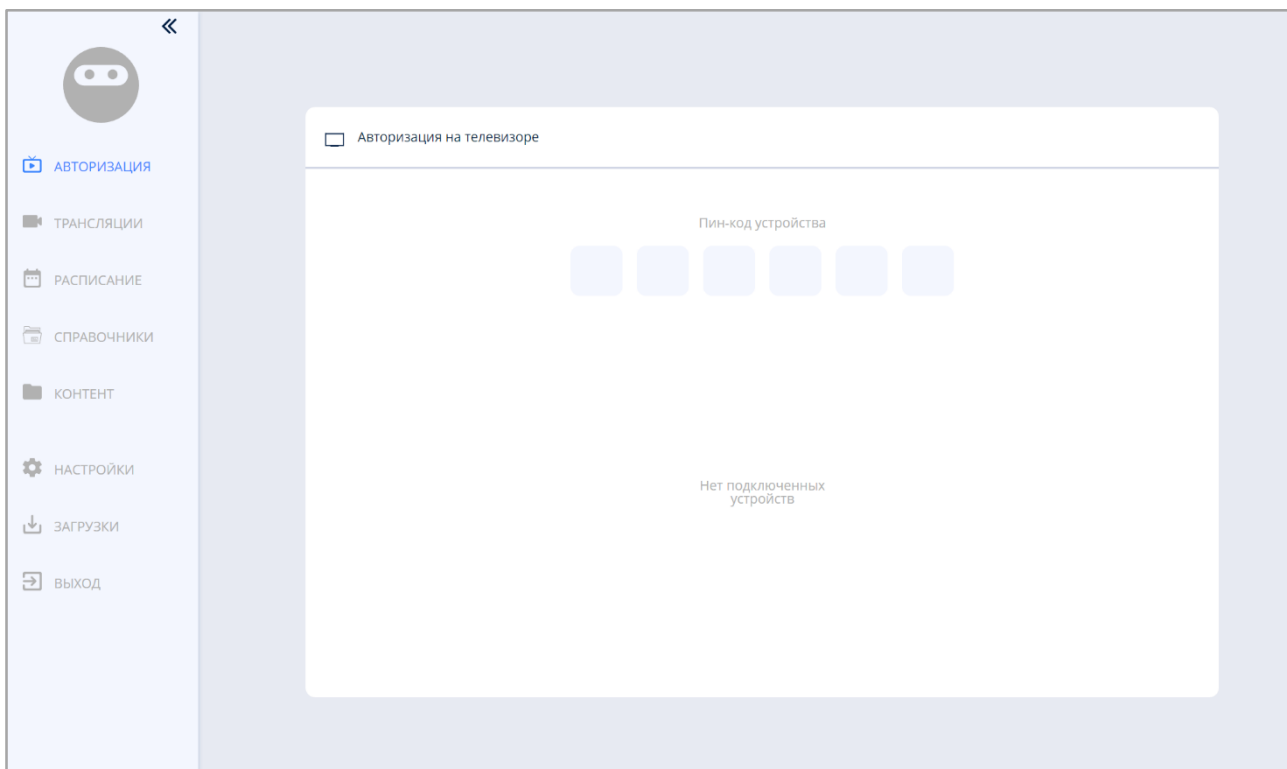 АВТОРИЗАЦИЯ
ТРАНСЛЯЦИИ
РАСПИСАНИЕ
СПРАВОЧНИКИ
КОНТЕНТ
НАСТРОЙКИ
ЗАГРУЗКИ
ВЫХОД
Авторизация на телевизоре
Пин-код устройства
Нет подключенных
устройств